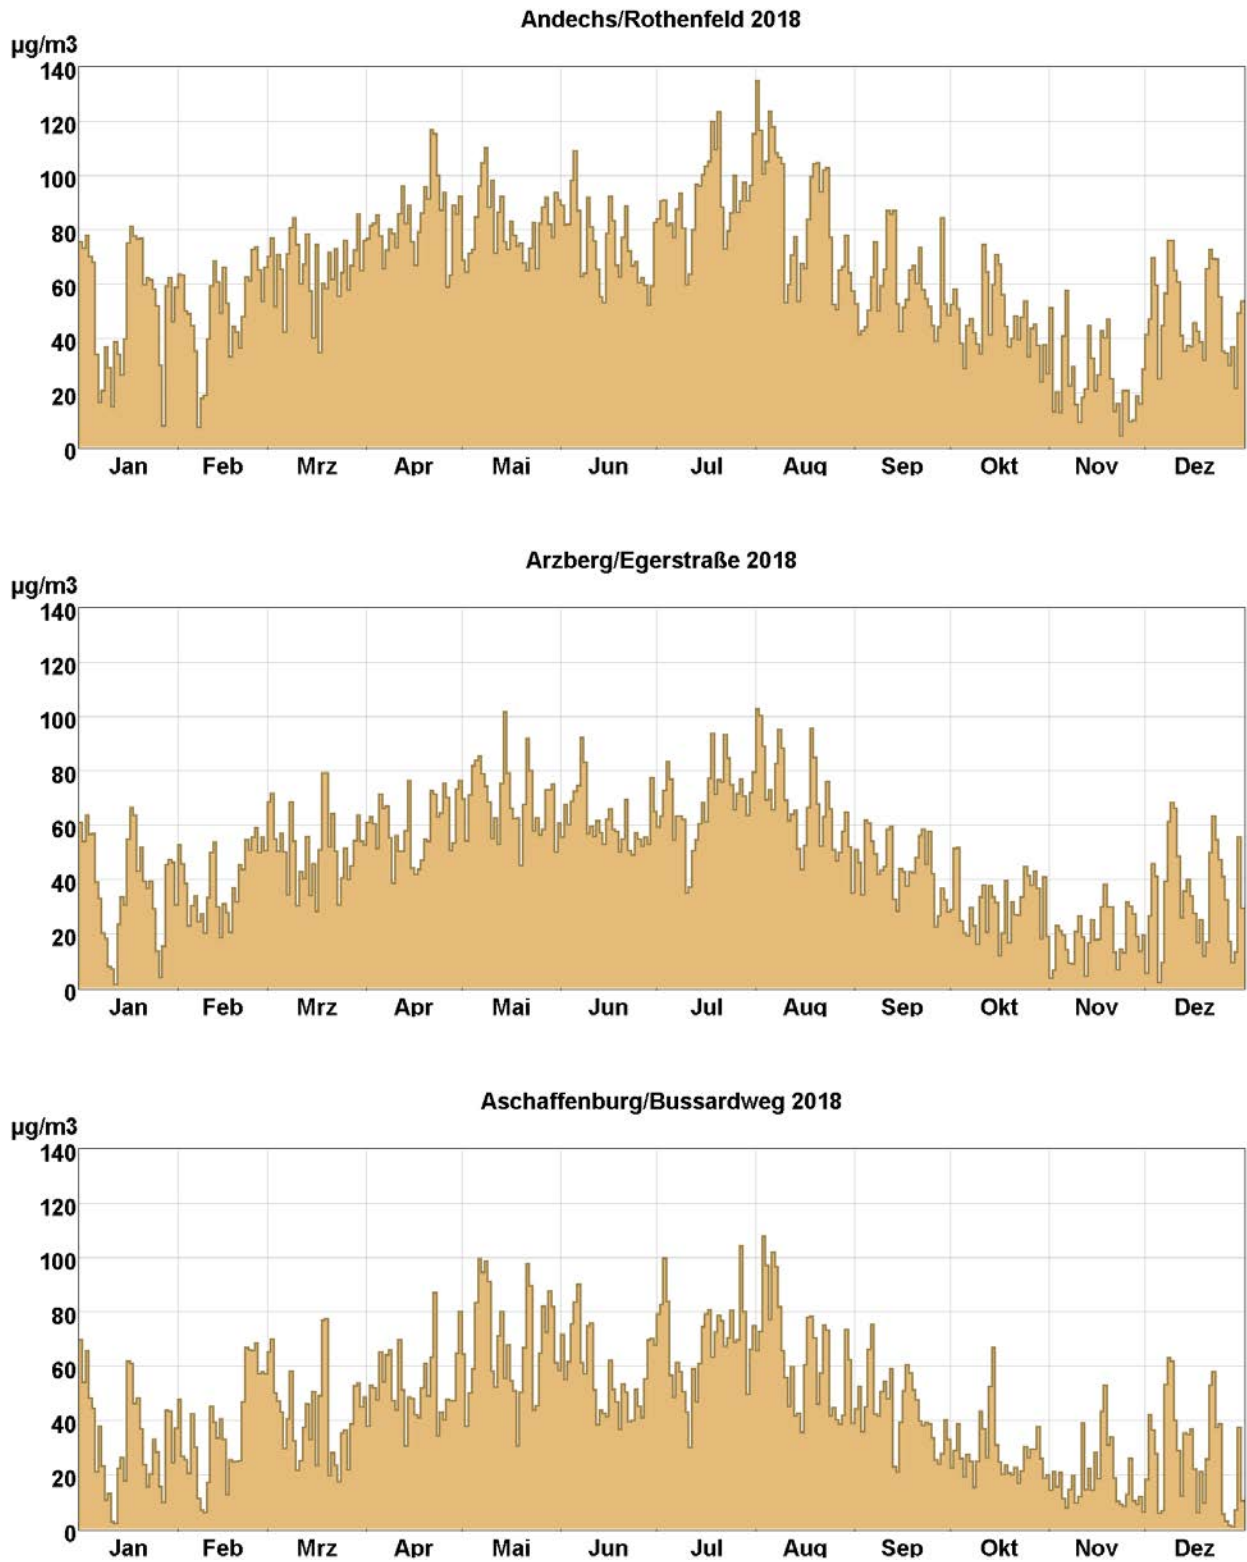 Andechs/Rothenfeld 2018
µg/m3
140
120
100
80
60
40
20
0
Jan Feb Mrz Apr Mai Jun Jul Aug Sep Okt Nov Dez
Arzberg/Egerstraße 2018
µg/m3
140
120
100
80
60
40
20
0
Jan Feb Mrz Apr Mai Jun Jul Aug Sep Okt Nov Dez
Aschaffenburg/Bussardweg 2018
µg/m3
140
120
100
80
60
40
20
0
Jan Feb Mrz Apr Mai Jun Jul Aug Sep Okt Nov Dez